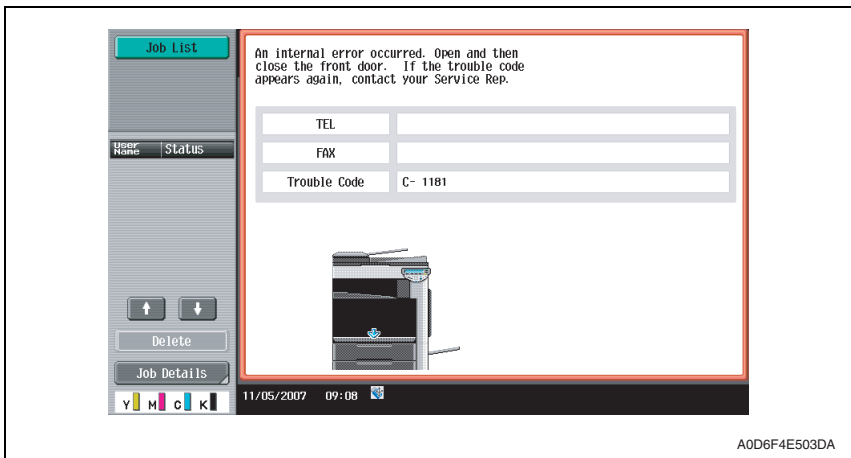 Job List
An internal error occurred. Open and then
close the front door. If the trouble code
appears again, contact your Service Rep.
TEL
FAX
Trouble Code C- 1181
User Name Status
Delete
Job Details
Y M C K
11/05/2007 09:08
A0D6F4E503DA